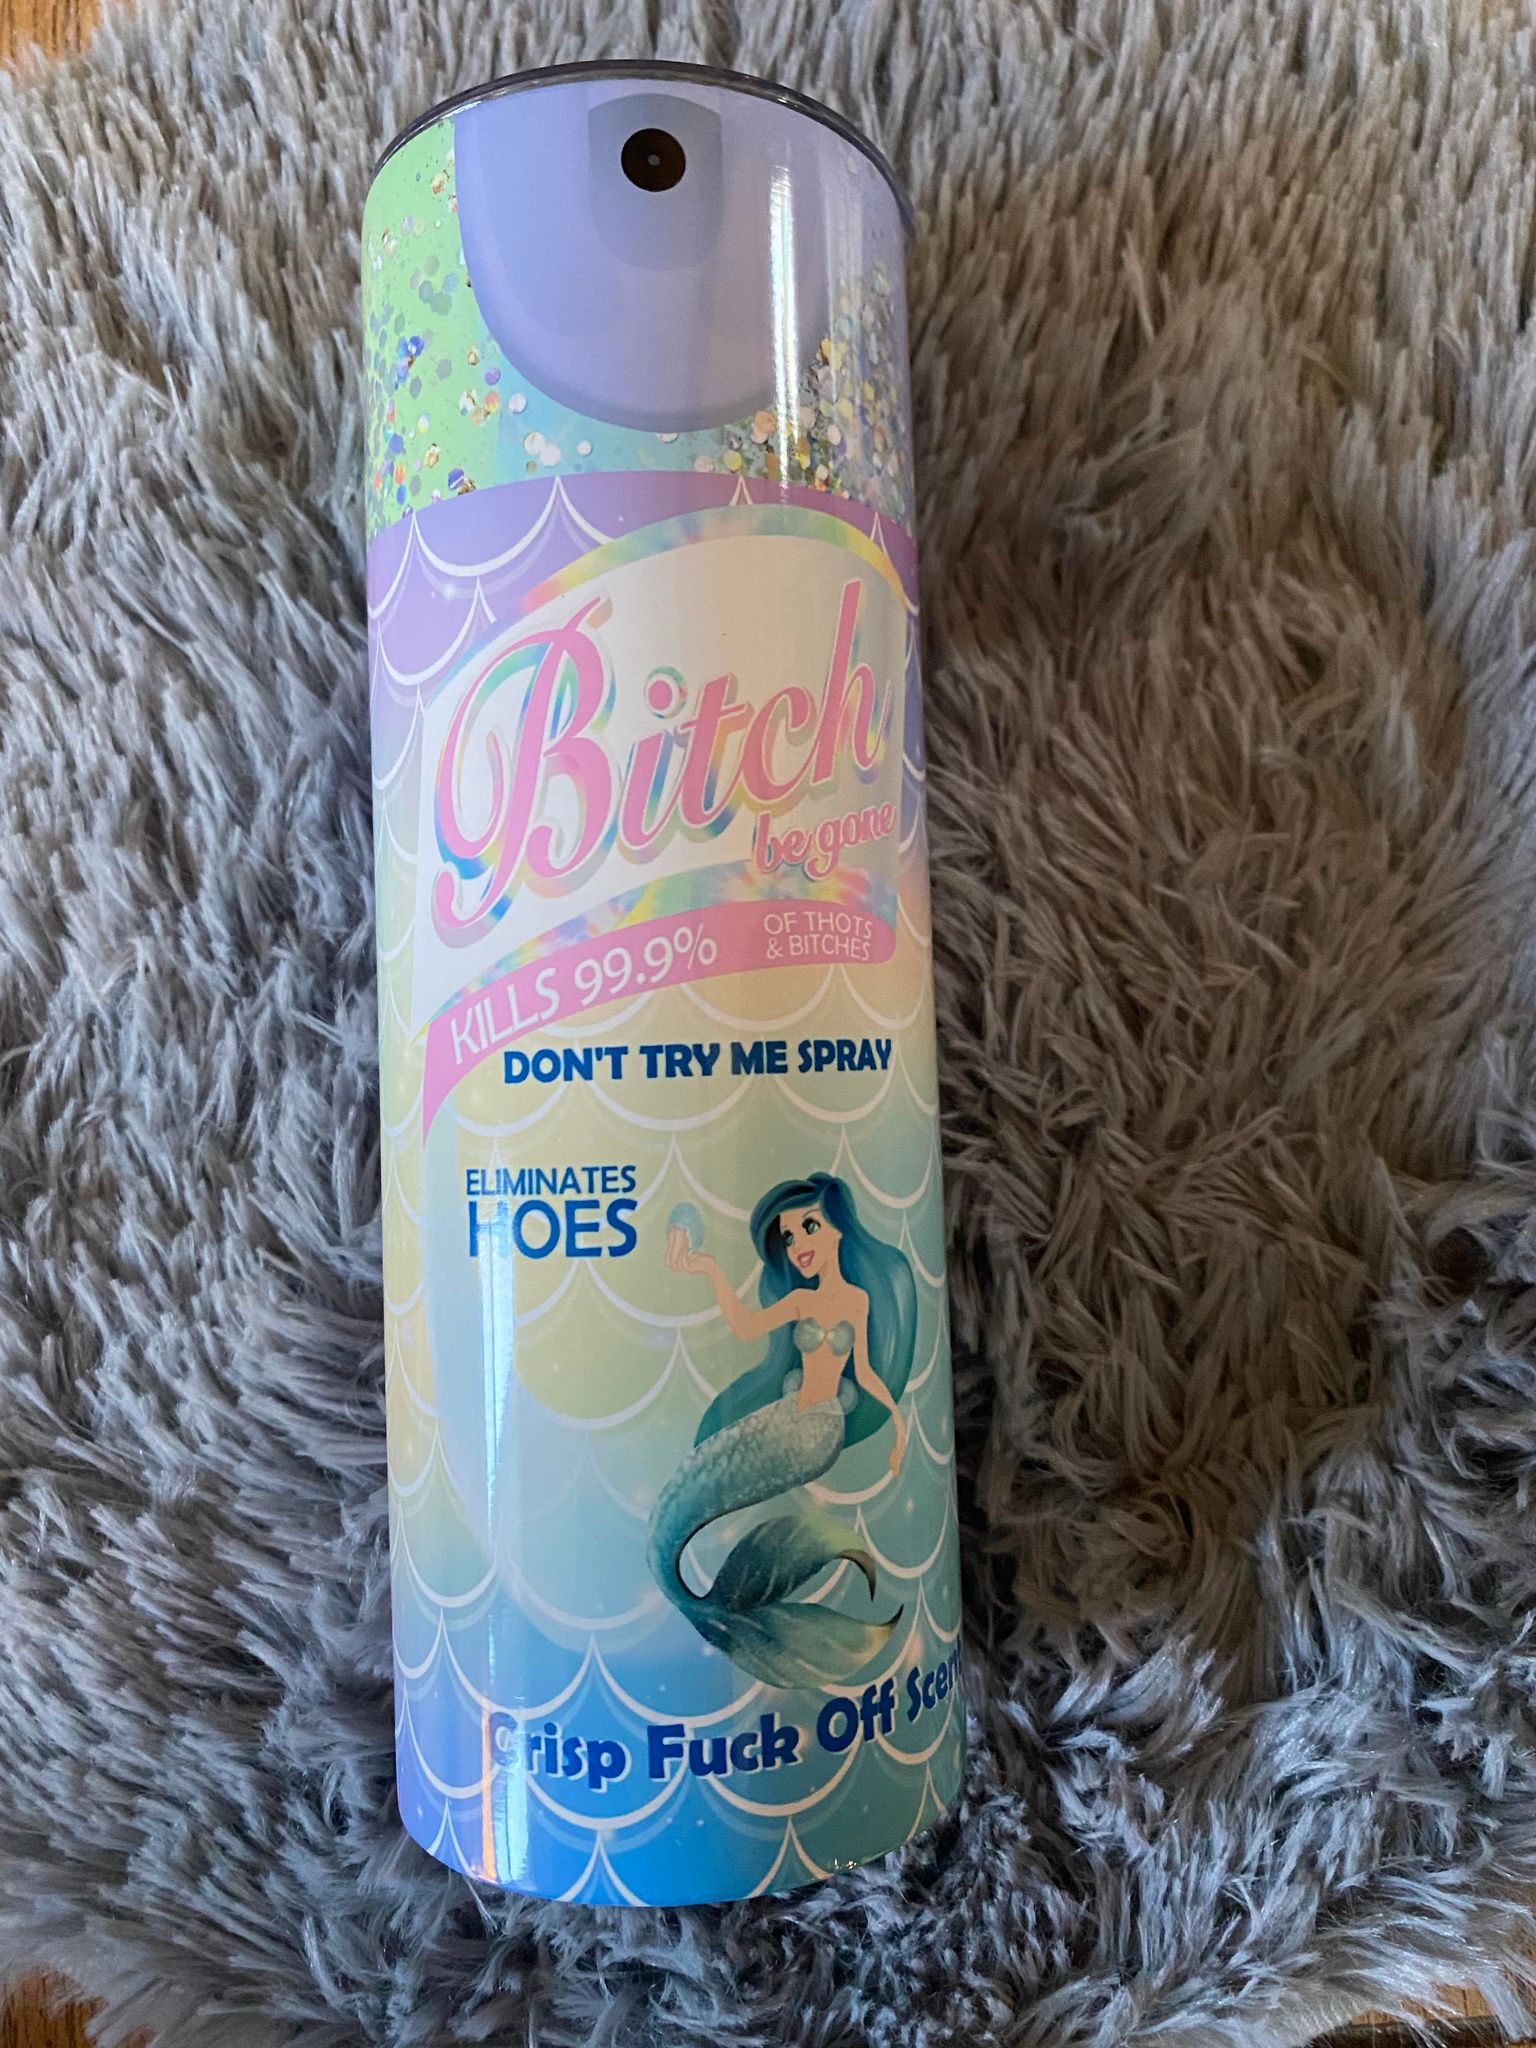 Bitch
be gone
KILLS 99.9% OF THOTS
& BITCHES
DON'T TRY ME SPRAY
ELIMINATES
HOES
Crisp Fuck Off Scent